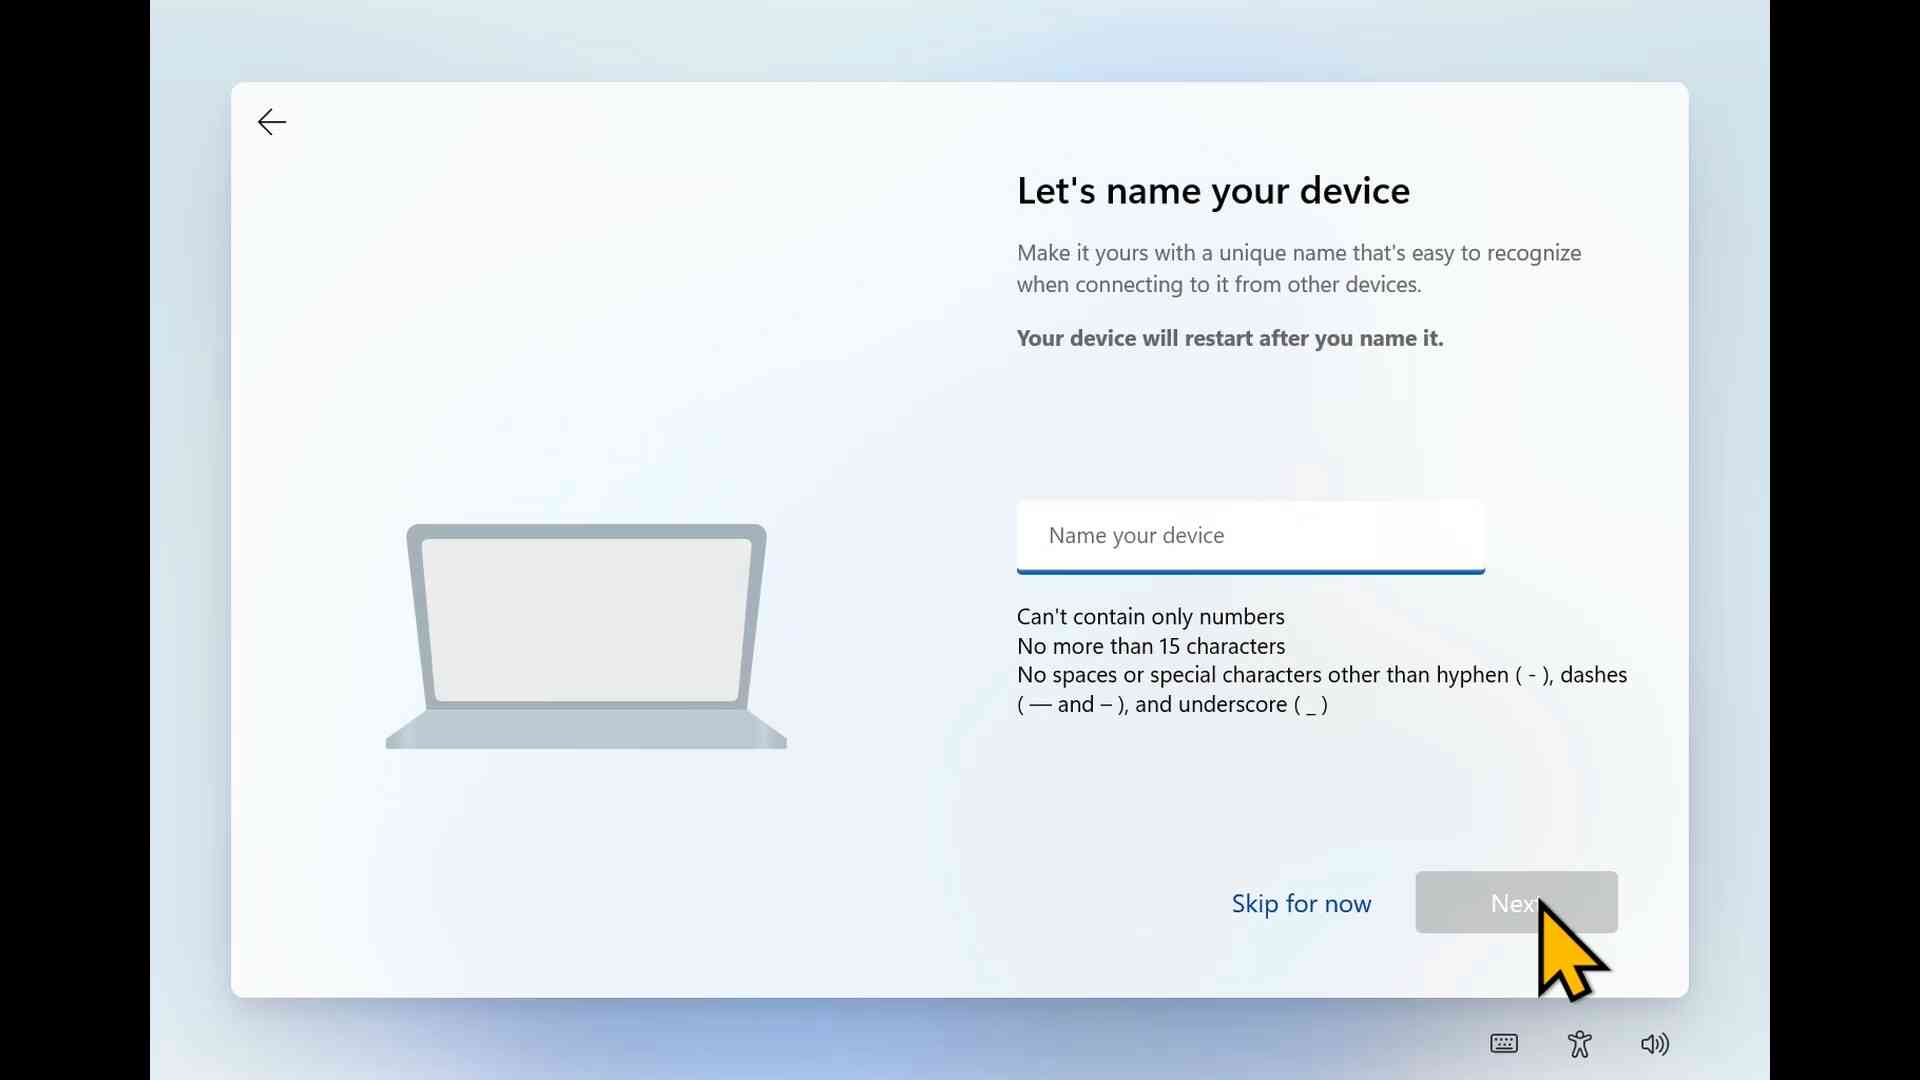 Let's name your device
Make it yours with a unique name that's easy to recognize
when connecting to it from other devices.
Your device will restart after you name it.
Name your device
Can't contain only numbers
No more than 15 characters
No spaces or special characters other than hyphen ( - ), dashes
( — and – ), and underscore ( _ )
Skip for now
Next